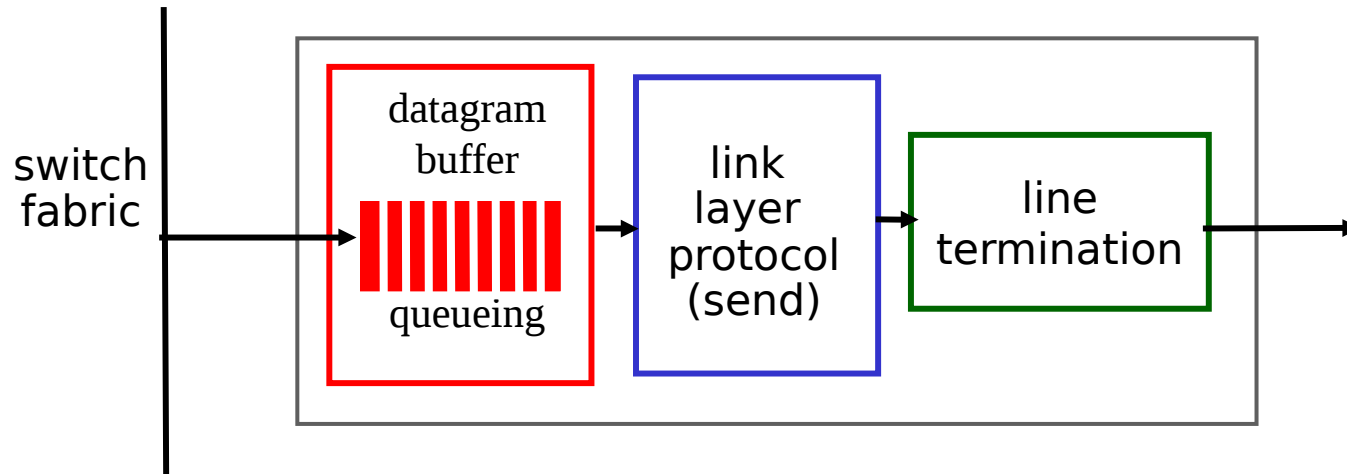 switch
fabric
datagram
buffer
queueing
link
layer
protocol
(send)
line
termination